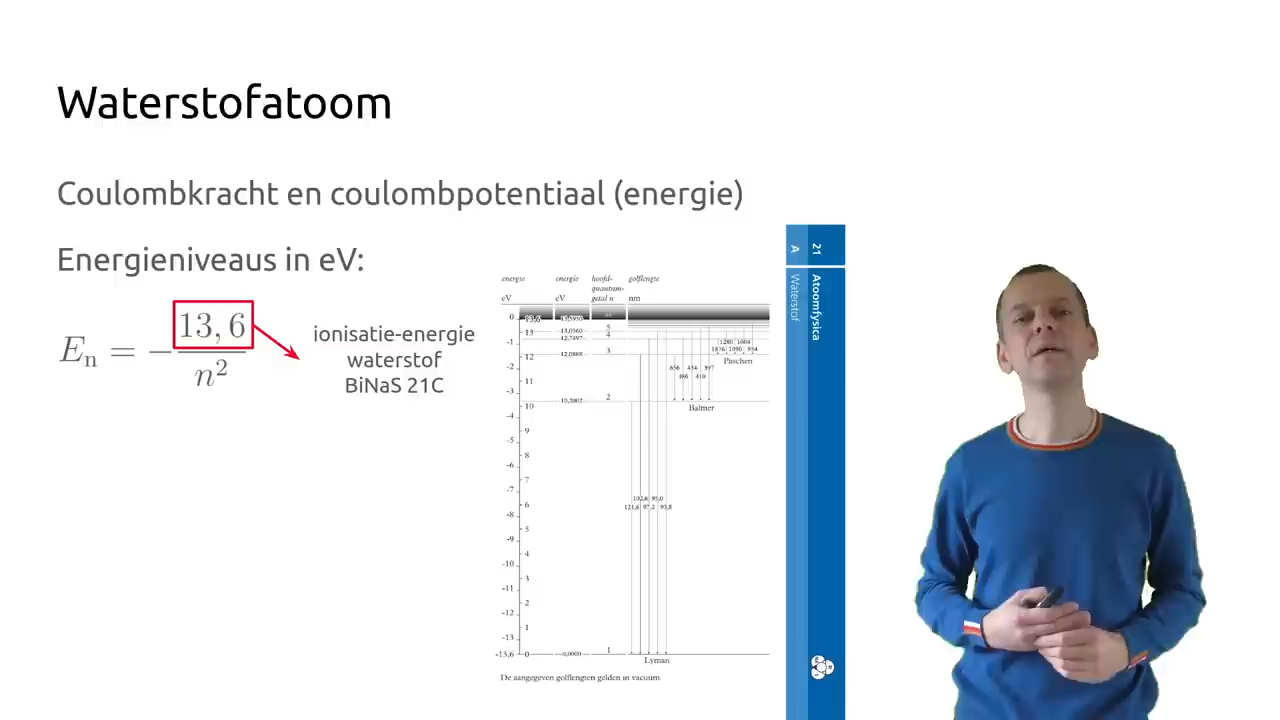 Waterstofatoom
Coulombkracht en coulombpotentiaal (energie)
Energieniveaus in eV:
Eₙ = − 13,6 / n²
ionisatie-energie
waterstof
BiNaS 21C
energie energie hoofd- golflengte
quantum-
eV eV getal n nm
0 13,6 ∞
13 13,0560 5
-1 12,7497 4 1280 1004
12 12,0888 3 1876 1090 954
Paschen
-2 656 434 397
11 486 410
-3
10,2002 2
10 Balmer
-4
9
-5
8
-6
7
-7
102,6 95,0
6
-8 121,6 97,2 93,8
5
-9
4
-10
3
-11
2
-12
1
-13
-13,6 0 0,0000 1
Lyman
De aangegeven golflengten gelden in vacuum
21 Atoomfysica
A Waterstof